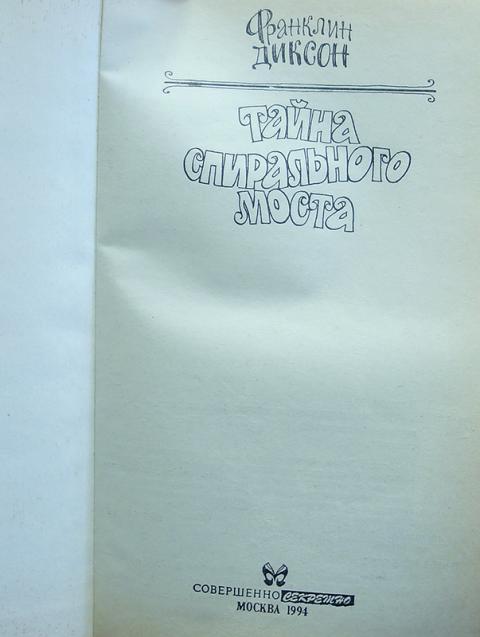 Франклин
ДИКСОН
ТАЙНА
СПИРАЛЬНОГО
МОСТА
СОВЕРШЕННО СЕКРЕТНО
МОСКВА 1994